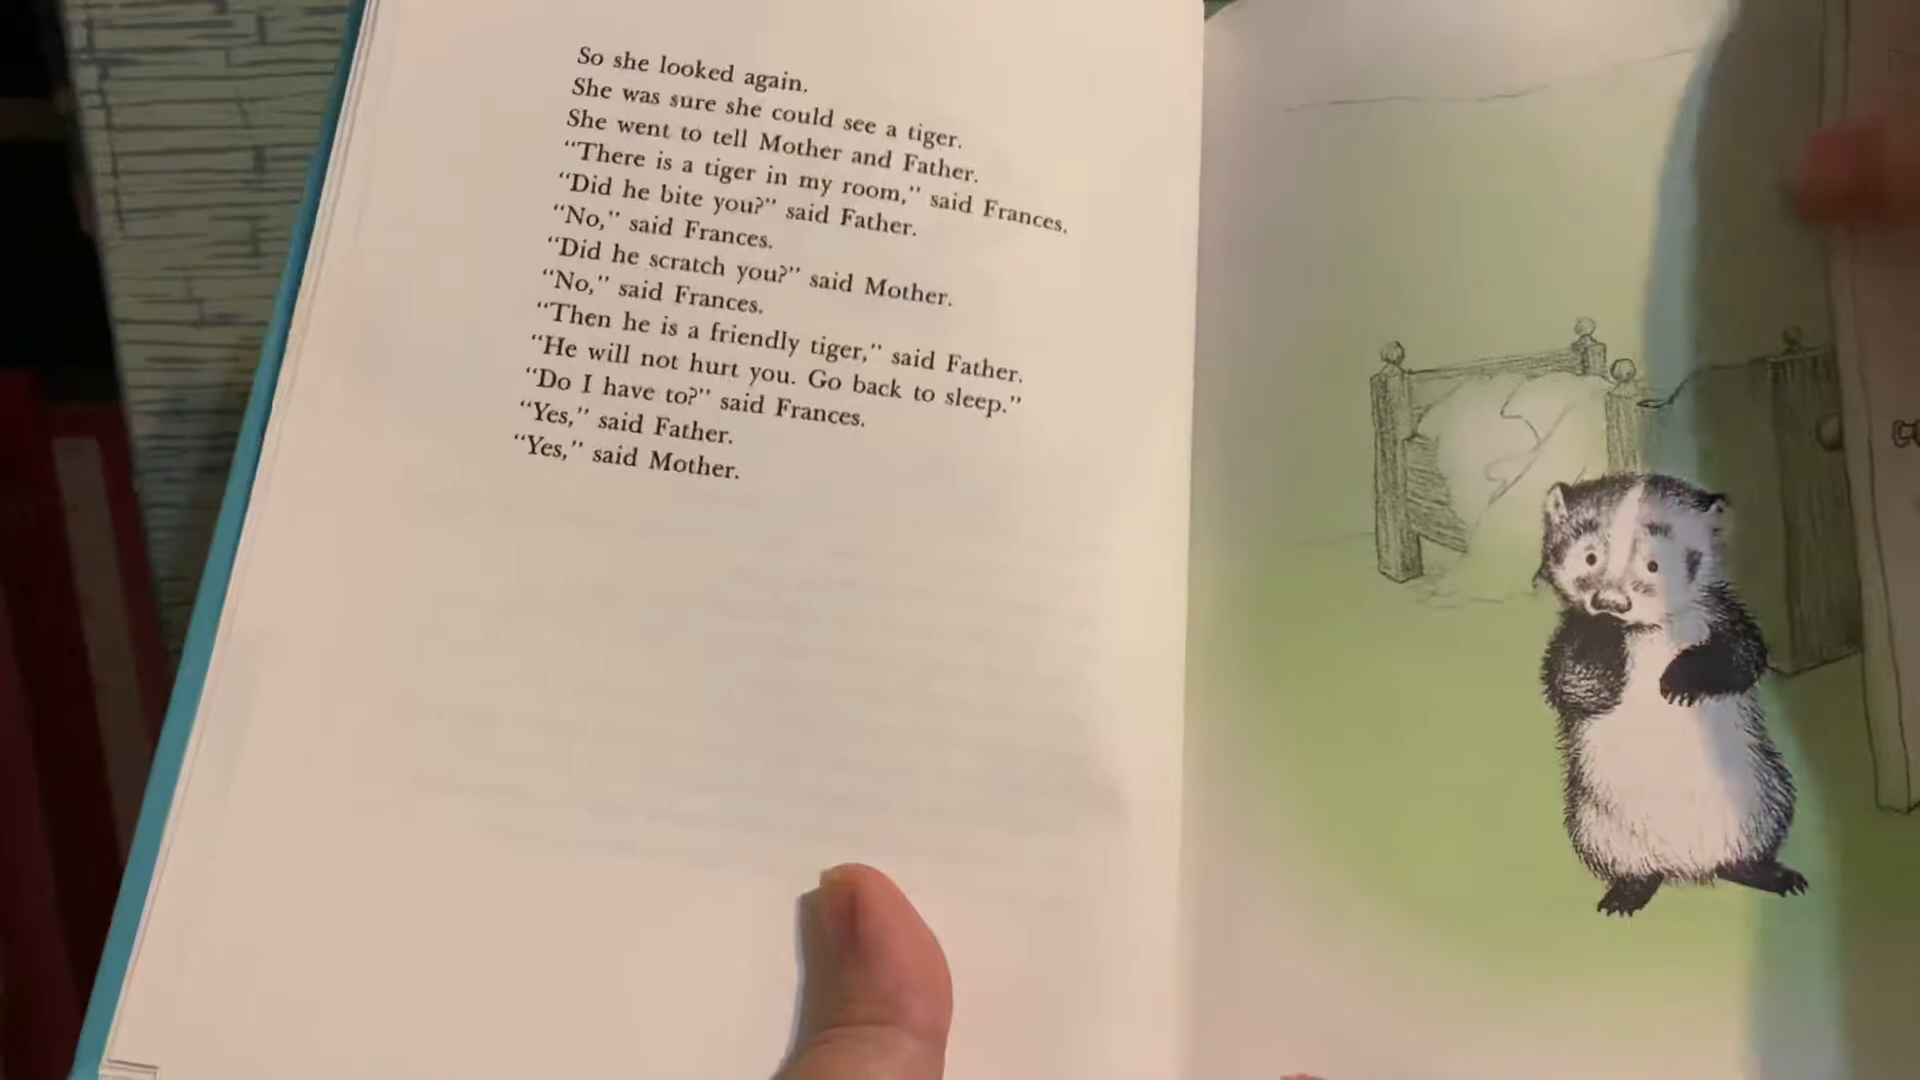 So she looked again.
She was sure she could see a tiger.
She went to tell Mother and Father.
“There is a tiger in my room,” said Frances.
“Did he bite you?” said Father.
“No,” said Frances.
“Did he scratch you?” said Mother.
“No,” said Frances.
“Then he is a friendly tiger,” said Father.
“He will not hurt you. Go back to sleep.”
“Do I have to?” said Frances.
“Yes,” said Father.
“Yes,” said Mother.